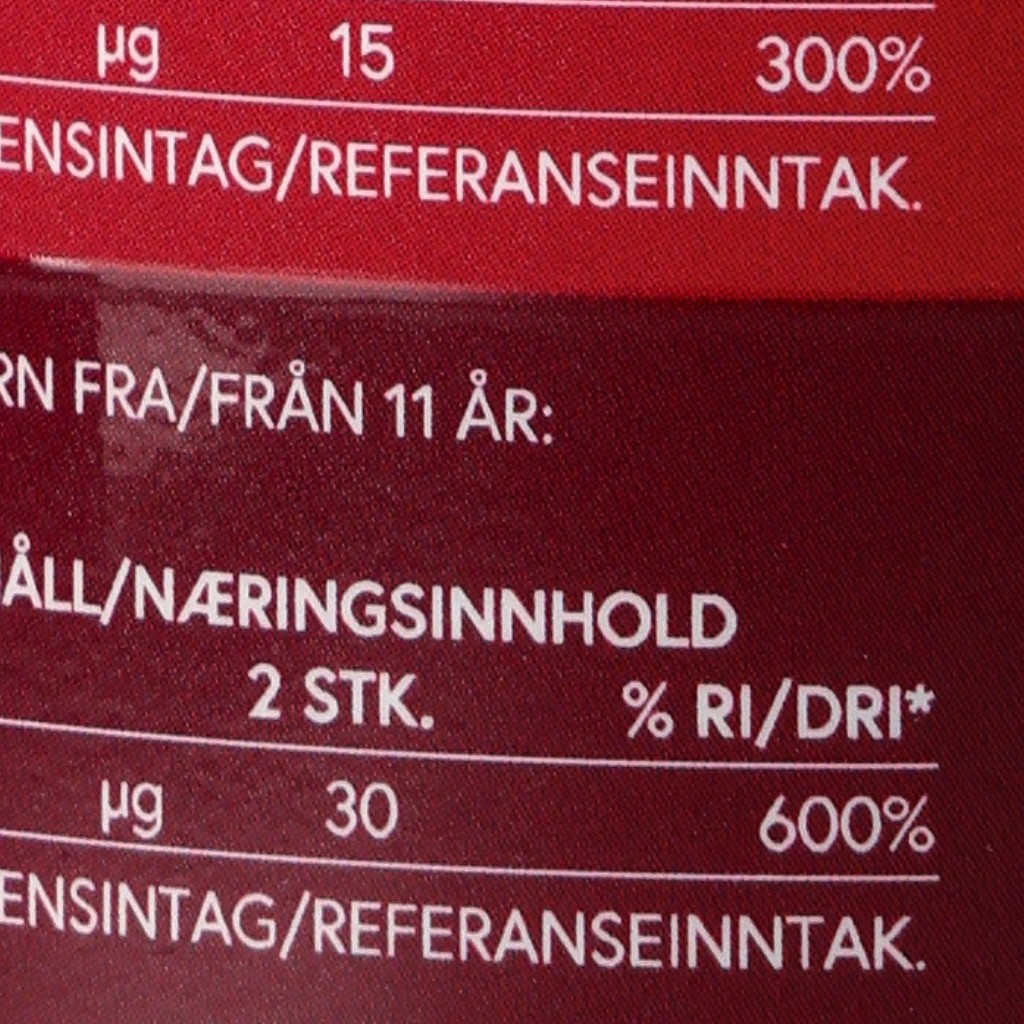 µg 15 300%
ENSINTAG/REFERANSEINNTAK.
RN FRA/FRÅN 11 ÅR:
ÅLL/NÆRINGSINNHOLD
2 STK. % RI/DRI*
µg 30 600%
ENSINTAG/REFERANSEINNTAK.